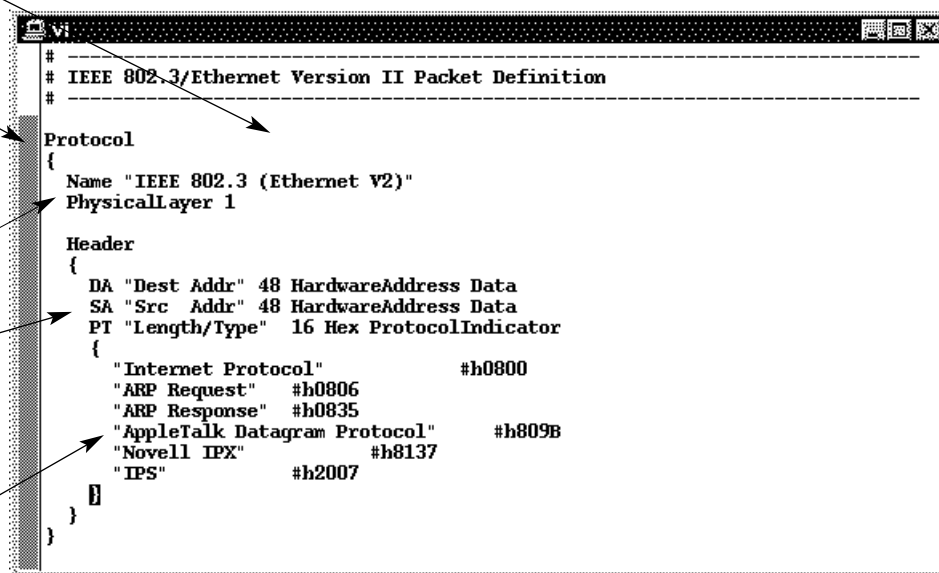 vi
# ----------------------------------------------------------------------------
# IEEE 802.3/Ethernet Version II Packet Definition
# ----------------------------------------------------------------------------
Protocol
{
Name "IEEE 802.3 (Ethernet V2)"
PhysicalLayer 1
Header
{
DA "Dest Addr" 48 HardwareAddress Data
SA "Src  Addr" 48 HardwareAddress Data
PT "Length/Type"  16 Hex ProtocolIndicator
{
"Internet Protocol" #h0800
"ARP Request" #h0806
"ARP Response" #h0835
"AppleTalk Datagram Protocol" #h809B
"Novell IPX" #h8137
"IPS" #h2007
}
}
}